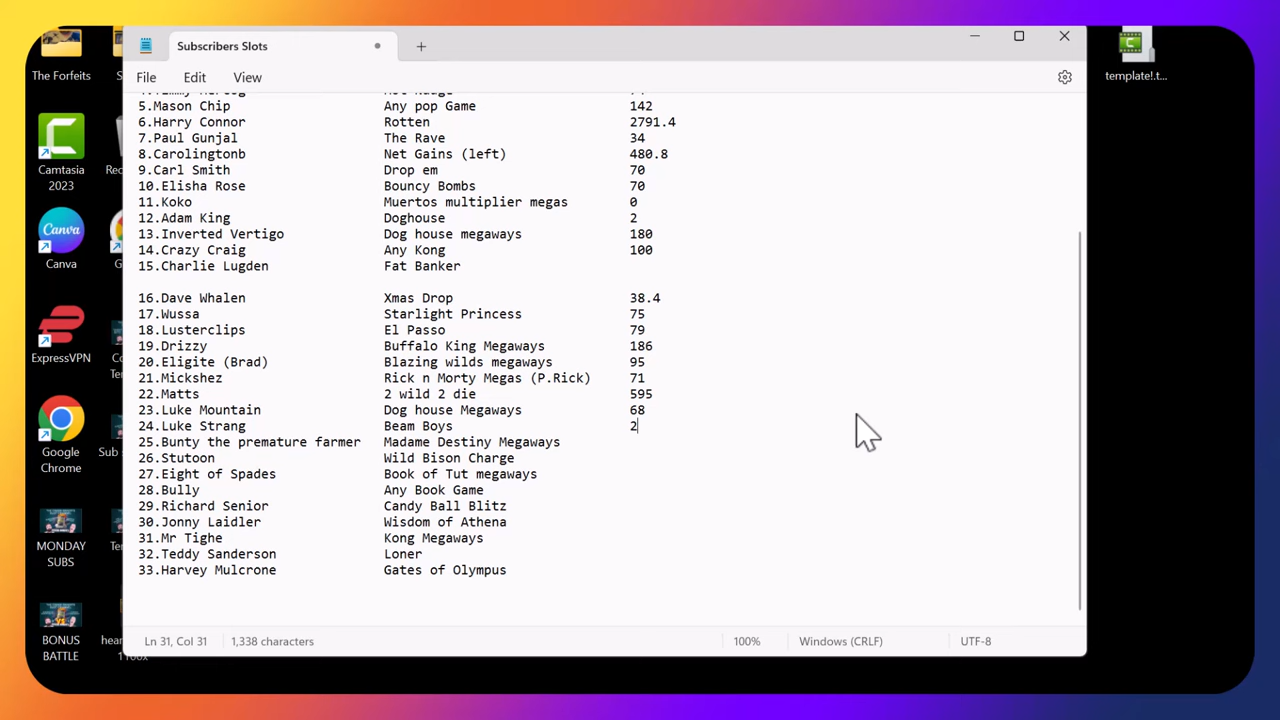 Subscribers Slots
File Edit View
5.Mason Chip Any pop Game 142
6.Harry Connor Rotten 2791.4
7.Paul Gunjal The Rave 34
8.Carolingtonb Net Gains (left) 480.8
9.Carl Smith Drop em 70
10.Elisha Rose Bouncy Bombs 70
11.Koko Muertos multiplier megas 0
12.Adam King Doghouse 2
13.Inverted Vertigo Dog house megaways 180
14.Crazy Craig Any Kong 100
15.Charlie Lugden Fat Banker
16.Dave Whalen Xmas Drop 38.4
17.Wussa Starlight Princess 75
18.Lusterclips El Passo 79
19.Drizzy Buffalo King Megaways 186
20.Eligite (Brad) Blazing wilds megaways 95
21.Mickshez Rick n Morty Megas (P.Rick) 71
22.Matts 2 wild 2 die 595
23.Luke Mountain Dog house Megaways 68
24.Luke Strang Beam Boys 2
25.Bunty the premature farmer Madame Destiny Megaways
26.Stutoon Wild Bison Charge
27.Eight of Spades Book of Tut megaways
28.Bully Any Book Game
29.Richard Senior Candy Ball Blitz
30.Jonny Laidler Wisdom of Athena
31.Mr Tighe Kong Megaways
32.Teddy Sanderson Loner
33.Harvey Mulcrone Gates of Olympus
Ln 31, Col 31 1,338 characters 100% Windows (CRLF) UTF-8
The Forfeits
Camtasia
2023
Canva
ExpressVPN
Google
Chrome
MONDAY
SUBS
BONUS
BATTLE
template!.t...